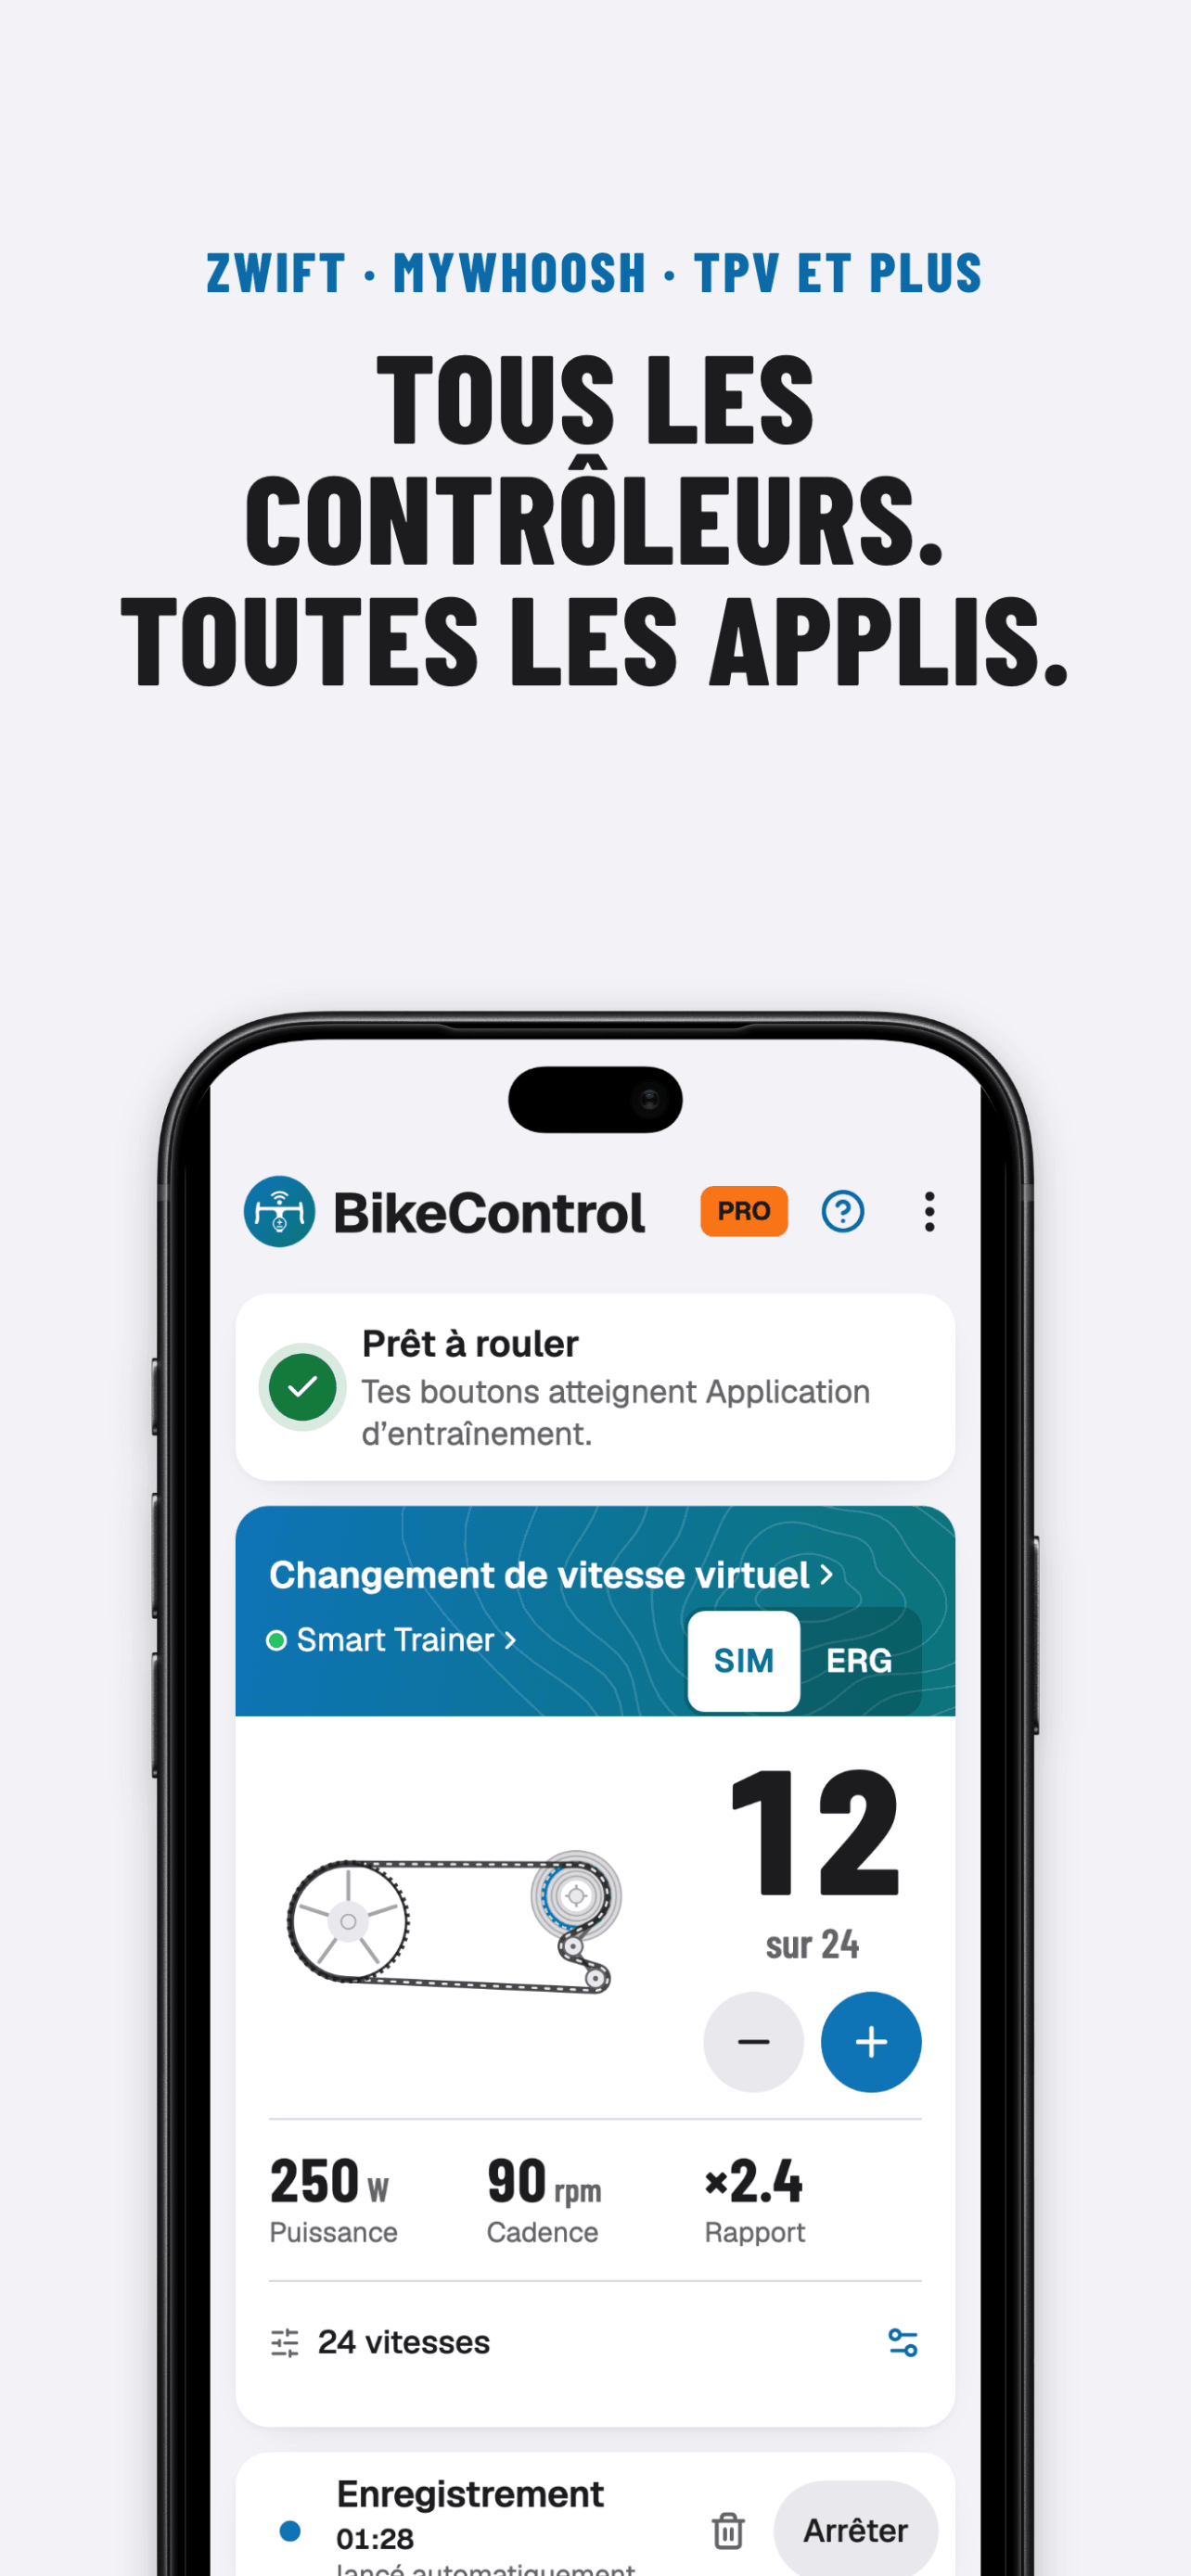 ZWIFT · MYWHOOSH · TPV ET PLUS
TOUS LES
CONTRÔLEURS.
TOUTES LES APPLIS.
BikeControl
PRO
?
Prêt à rouler
Tes boutons atteignent Application
d’entraînement.
Changement de vitesse virtuel
Smart Trainer
SIM
ERG
12
sur 24
250 W
90 rpm
×2.4
Puissance
Cadence
Rapport
24 vitesses
Enregistrement
01:28
Arrêter
lancé automatiquement